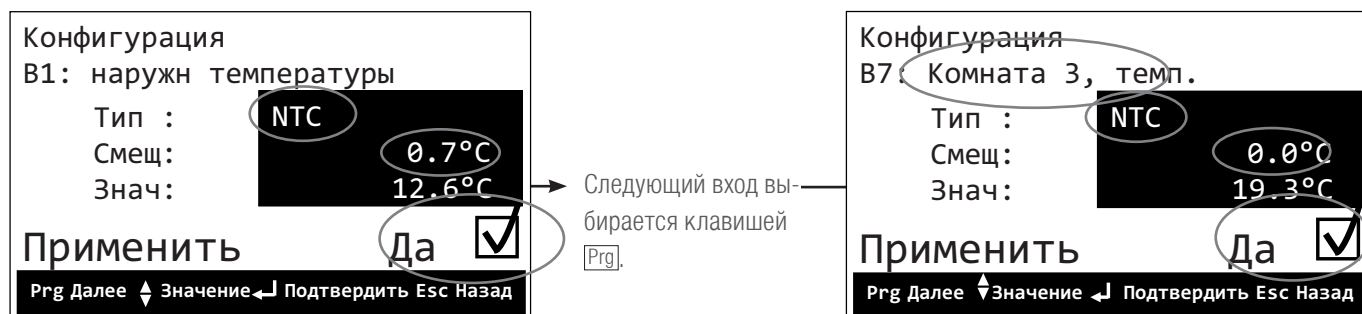 Конфигурация
B1: наружн температуры
Тип : NTC
Смещ: 0.7°C
Знач: 12.6°C
Применить Да
Prg Далее Значение Подтвердить Esc Назад
Следующий вход вы-
бирается клавишей
Prg.
Конфигурация
B7: Комната 3, темп.
Тип : NTC
Смещ: 0.0°C
Знач: 19.3°C
Применить Да
Prg Далее Значение Подтвердить Esc Назад